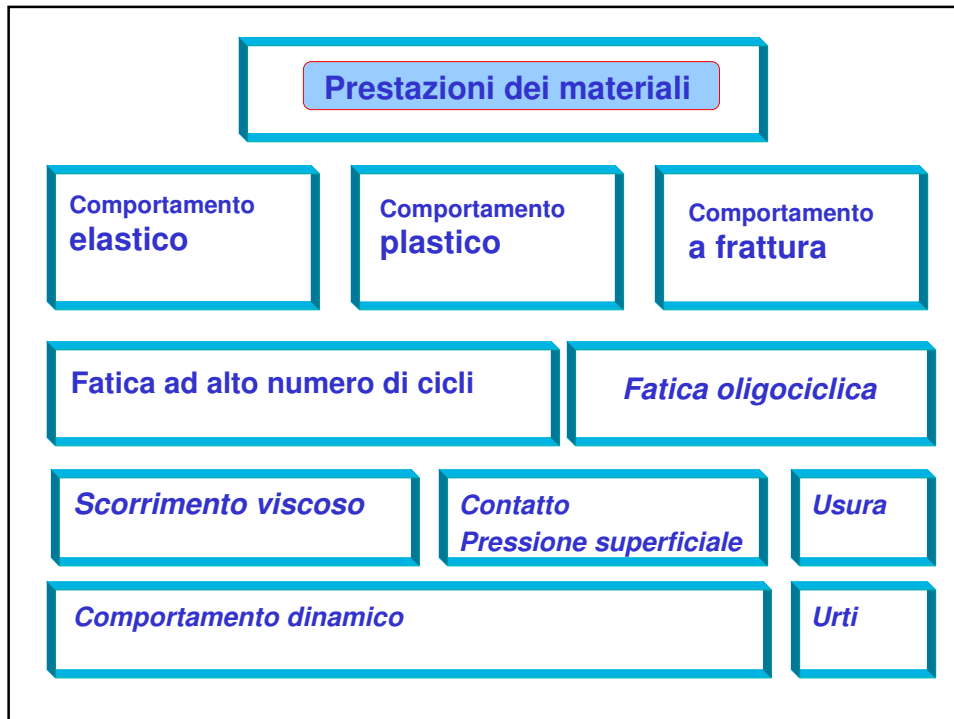 Prestazioni dei materiali
Comportamento
elastico
Comportamento
plastico
Comportamento
a frattura
Fatica ad alto numero di cicli
Fatica oligociclica
Scorrimento viscoso
Contatto
Pressione superficiale
Usura
Comportamento dinamico
Urti